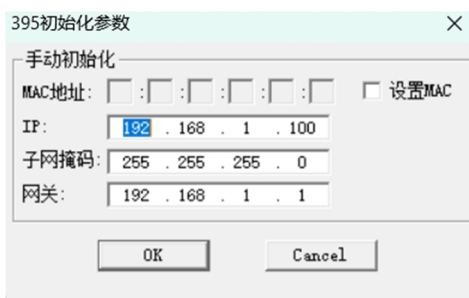 395初始化参数
手动初始化
MAC地址: : : : : : 设置MAC
IP: 192 . 168 . 1 . 100
子网掩码: 255 . 255 . 255 . 0
网关: 192 . 168 . 1 . 1
OK Cancel